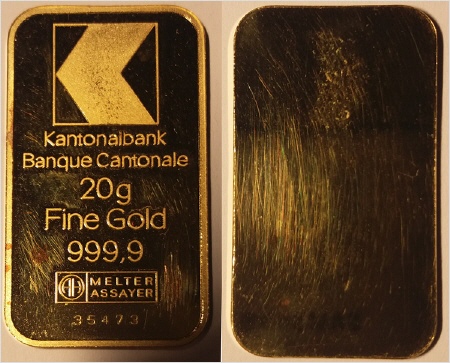 Kantonalbank
Banque Cantonale
20g
Fine Gold
999,9
MELTER
ASSAYER
35473